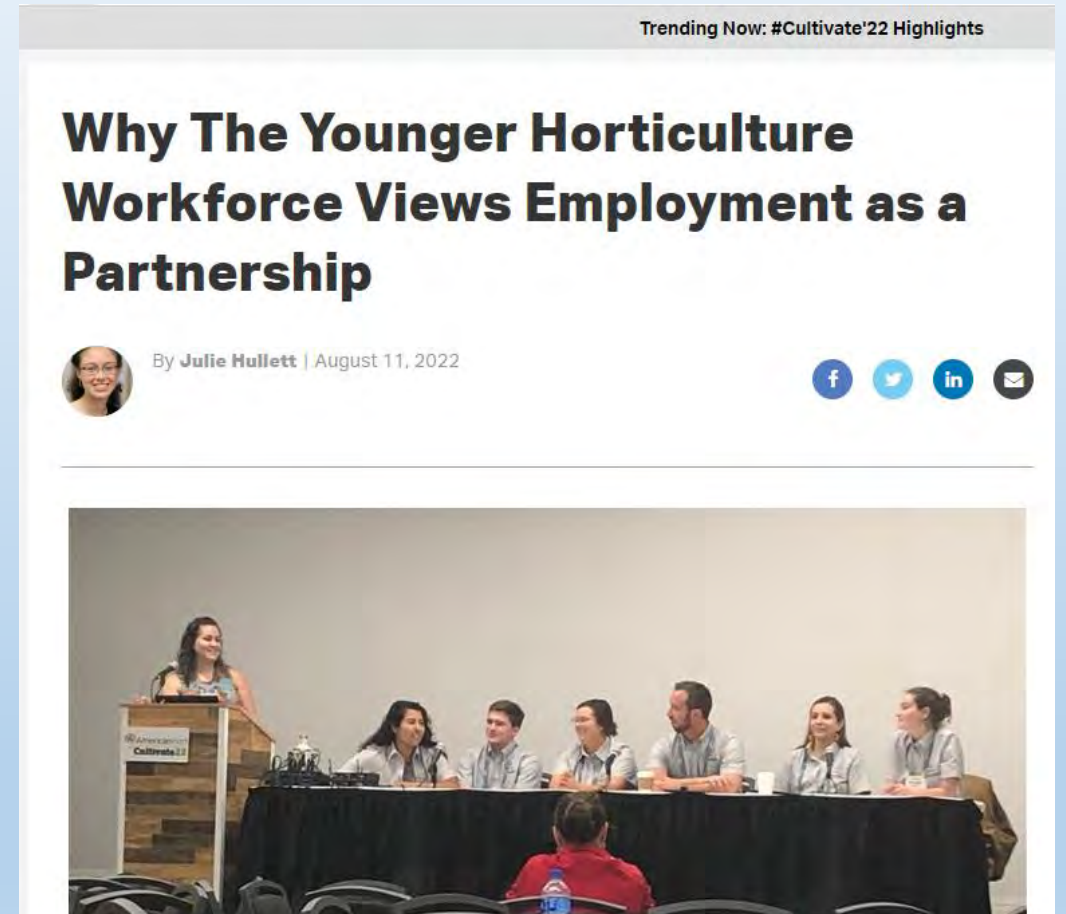 Trending Now: #Cultivate'22 Highlights
Why The Younger Horticulture
Workforce Views Employment as a
Partnership
By Julie Hullett | August 11, 2022
f
in
AmericanHort
Cultivate'22